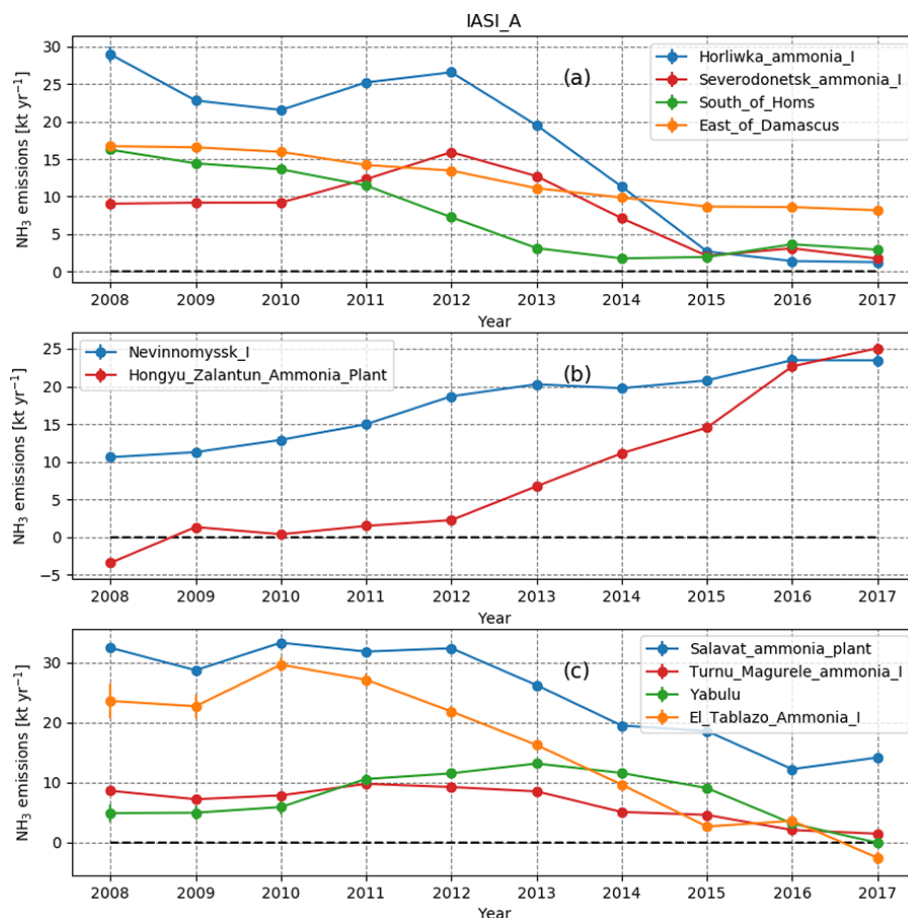 IASI_A
NH₃ emissions [kt yr⁻¹]
30
25
20
15
10
5
0
(a)
Horliwka_ammonia_I
Severodonetsk_ammonia_I
South_of_Homs
East_of_Damascus
2008 2009 2010 2011 2012 2013 2014 2015 2016 2017
Year
NH₃ emissions [kt yr⁻¹]
25
20
15
10
5
0
−5
Nevinnomyssk_I
Hongyu_Zalantun_Ammonia_Plant
(b)
2008 2009 2010 2011 2012 2013 2014 2015 2016 2017
Year
NH₃ emissions [kt yr⁻¹]
30
20
10
0
(c)
Salavat_ammonia_plant
Turnu_Magurele_ammonia_I
Yabulu
El_Tablazo_Ammonia_I
2008 2009 2010 2011 2012 2013 2014 2015 2016 2017
Year